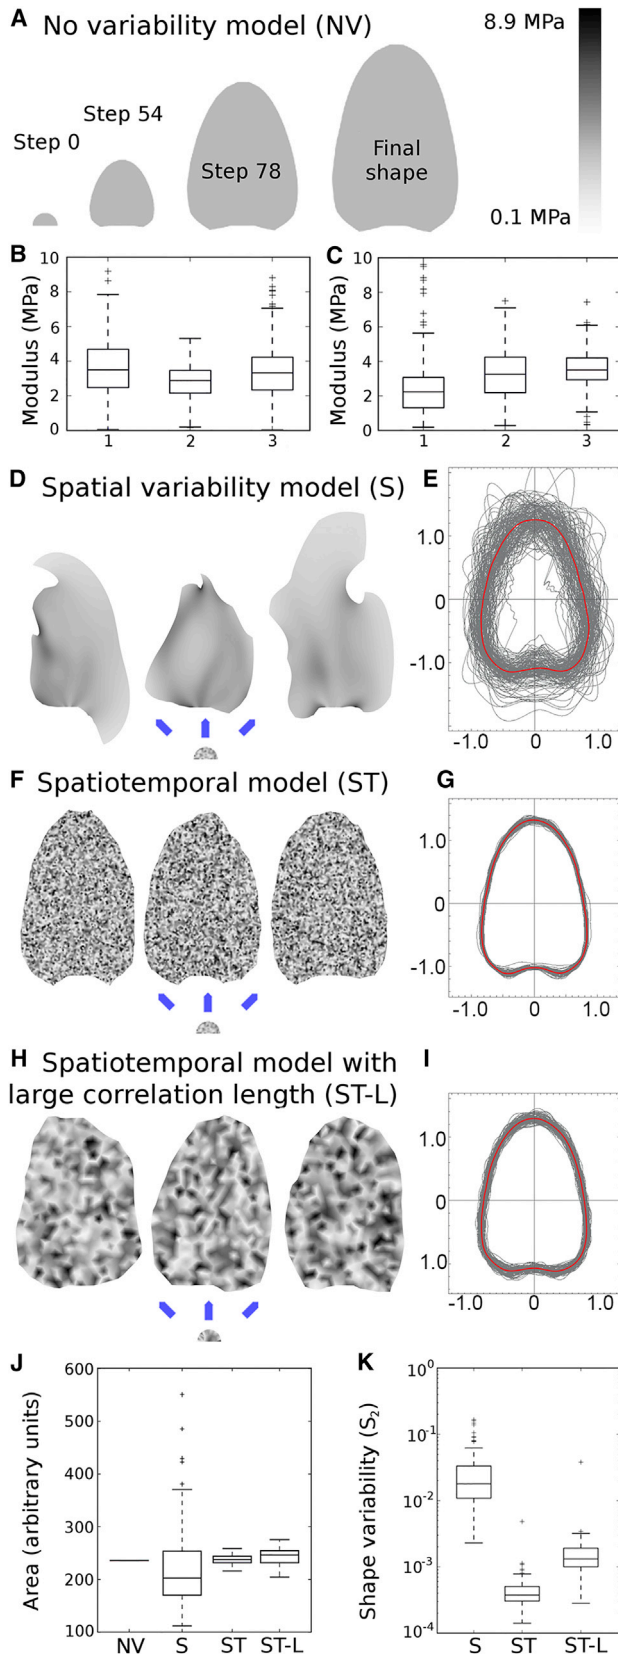 A No variability model (NV)
8.9 MPa
Step 0
Step 54
Step 78
Final
shape
0.1 MPa
B
Modulus (MPa)
10
8
6
4
2
0
1 2 3
C
Modulus (MPa)
10
8
6
4
2
0
1 2 3
D Spatial variability model (S)
E
1.0
0
-1.0
-1.0 0 1.0
F Spatiotemporal model (ST)
G
1.0
0
-1.0
-1.0 0 1.0
H Spatiotemporal model with
large correlation length (ST-L)
I
1.0
0
1.0
-1.0 0 1.0
J
Area (arbitrary units)
600
500
400
300
200
100
NV S ST ST-L
K
Shape variability (S₂)
10⁰
10⁻¹
10⁻²
10⁻³
10⁻⁴
S ST ST-L